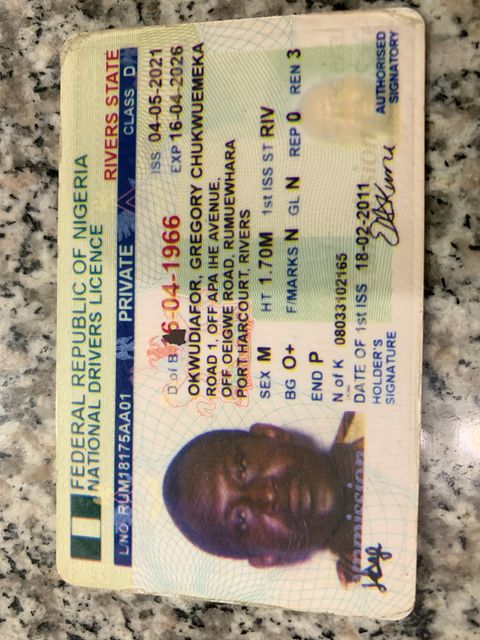 FEDERAL REPUBLIC OF NIGERIA
NATIONAL DRIVERS LICENCE
RIVERS STATE
L/NO RUM18175AA01 PRIVATE CLASS D
ISS 04-05-2021
D of B 16-04-1966 EXP 16-04-2026
OKWUDIAFOR, GREGORY CHUKWUEMEKA
ROAD 1, OFF APA IHE AVENUE,
OFF OEIGWE ROAD, RUMUEWHARA
PORT HARCOURT, RIVERS
SEX M HT 1.70M 1st ISS ST RIV
BG O+ F/MARKS N GL N REP 0 REN 3
END P
N of K 08033102165
DATE OF 1st ISS 18-02-2011
HOLDER'S
SIGNATURE
AUTHORISED
SIGNATORY